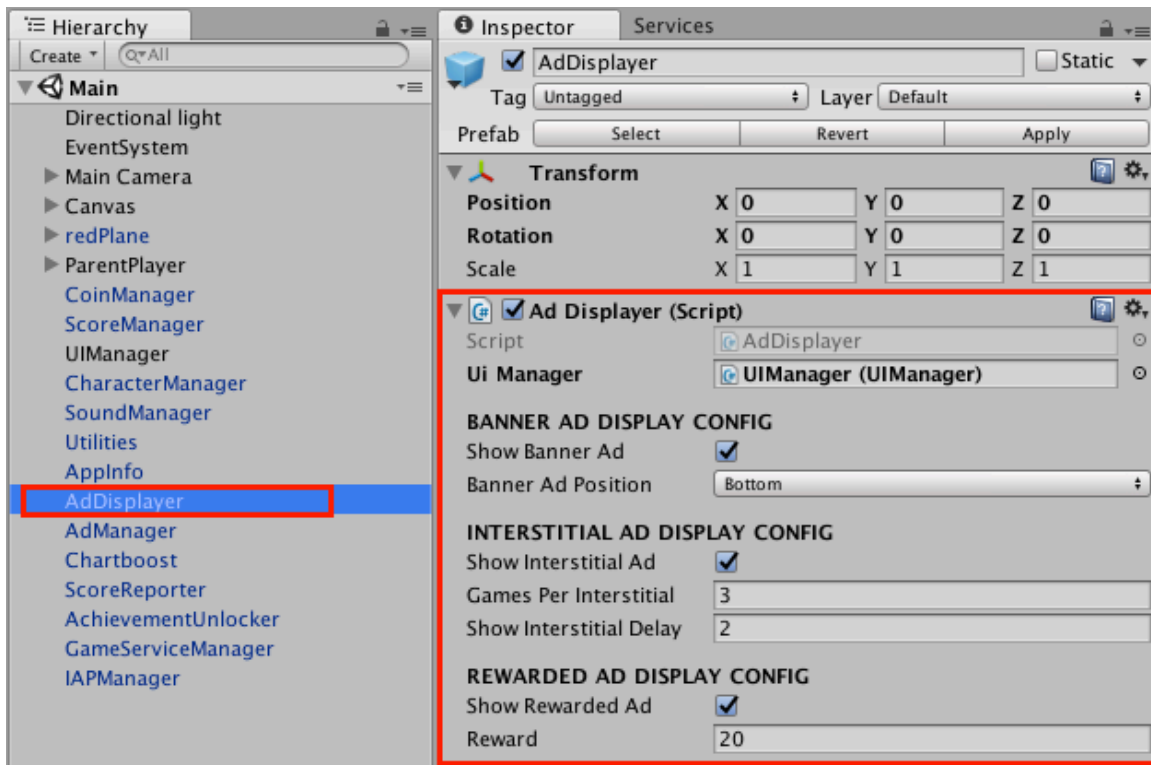 Hierarchy
Create
All
Main
Directional light
EventSystem
Main Camera
Canvas
redPlane
ParentPlayer
CoinManager
ScoreManager
UIManager
CharacterManager
SoundManager
Utilities
AppInfo
AdDisplayer
AdManager
Chartboost
ScoreReporter
AchievementUnlocker
GameServiceManager
IAPManager
Inspector Services
AdDisplayer Static
Tag Untagged Layer Default
Prefab Select Revert Apply
Transform
Position X 0 Y 0 Z 0
Rotation X 0 Y 0 Z 0
Scale X 1 Y 1 Z 1
Ad Displayer (Script)
Script AdDisplayer
Ui Manager UIManager (UIManager)
BANNER AD DISPLAY CONFIG
Show Banner Ad
Banner Ad Position Bottom
INTERSTITIAL AD DISPLAY CONFIG
Show Interstitial Ad
Games Per Interstitial 3
Show Interstitial Delay 2
REWARDED AD DISPLAY CONFIG
Show Rewarded Ad
Reward 20